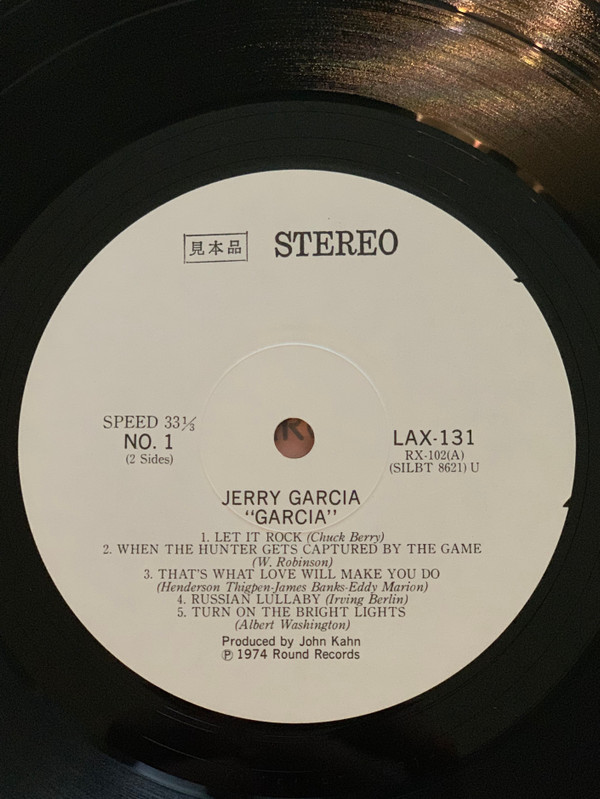 見本品 STEREO
SPEED 33 1/3
NO. 1
(2 Sides)
LAX-131
RX-102(A)
(SILBT 8621) U
JERRY GARCIA
"GARCIA"
1. LET IT ROCK (Chuck Berry)
2. WHEN THE HUNTER GETS CAPTURED BY THE GAME
(W. Robinson)
3. THAT'S WHAT LOVE WILL MAKE YOU DO
(Henderson Thigpen-James Banks-Eddy Marion)
4. RUSSIAN LULLABY (Irving Berlin)
5. TURN ON THE BRIGHT LIGHTS
(Albert Washington)
Produced by John Kahn
℗ 1974 Round Records